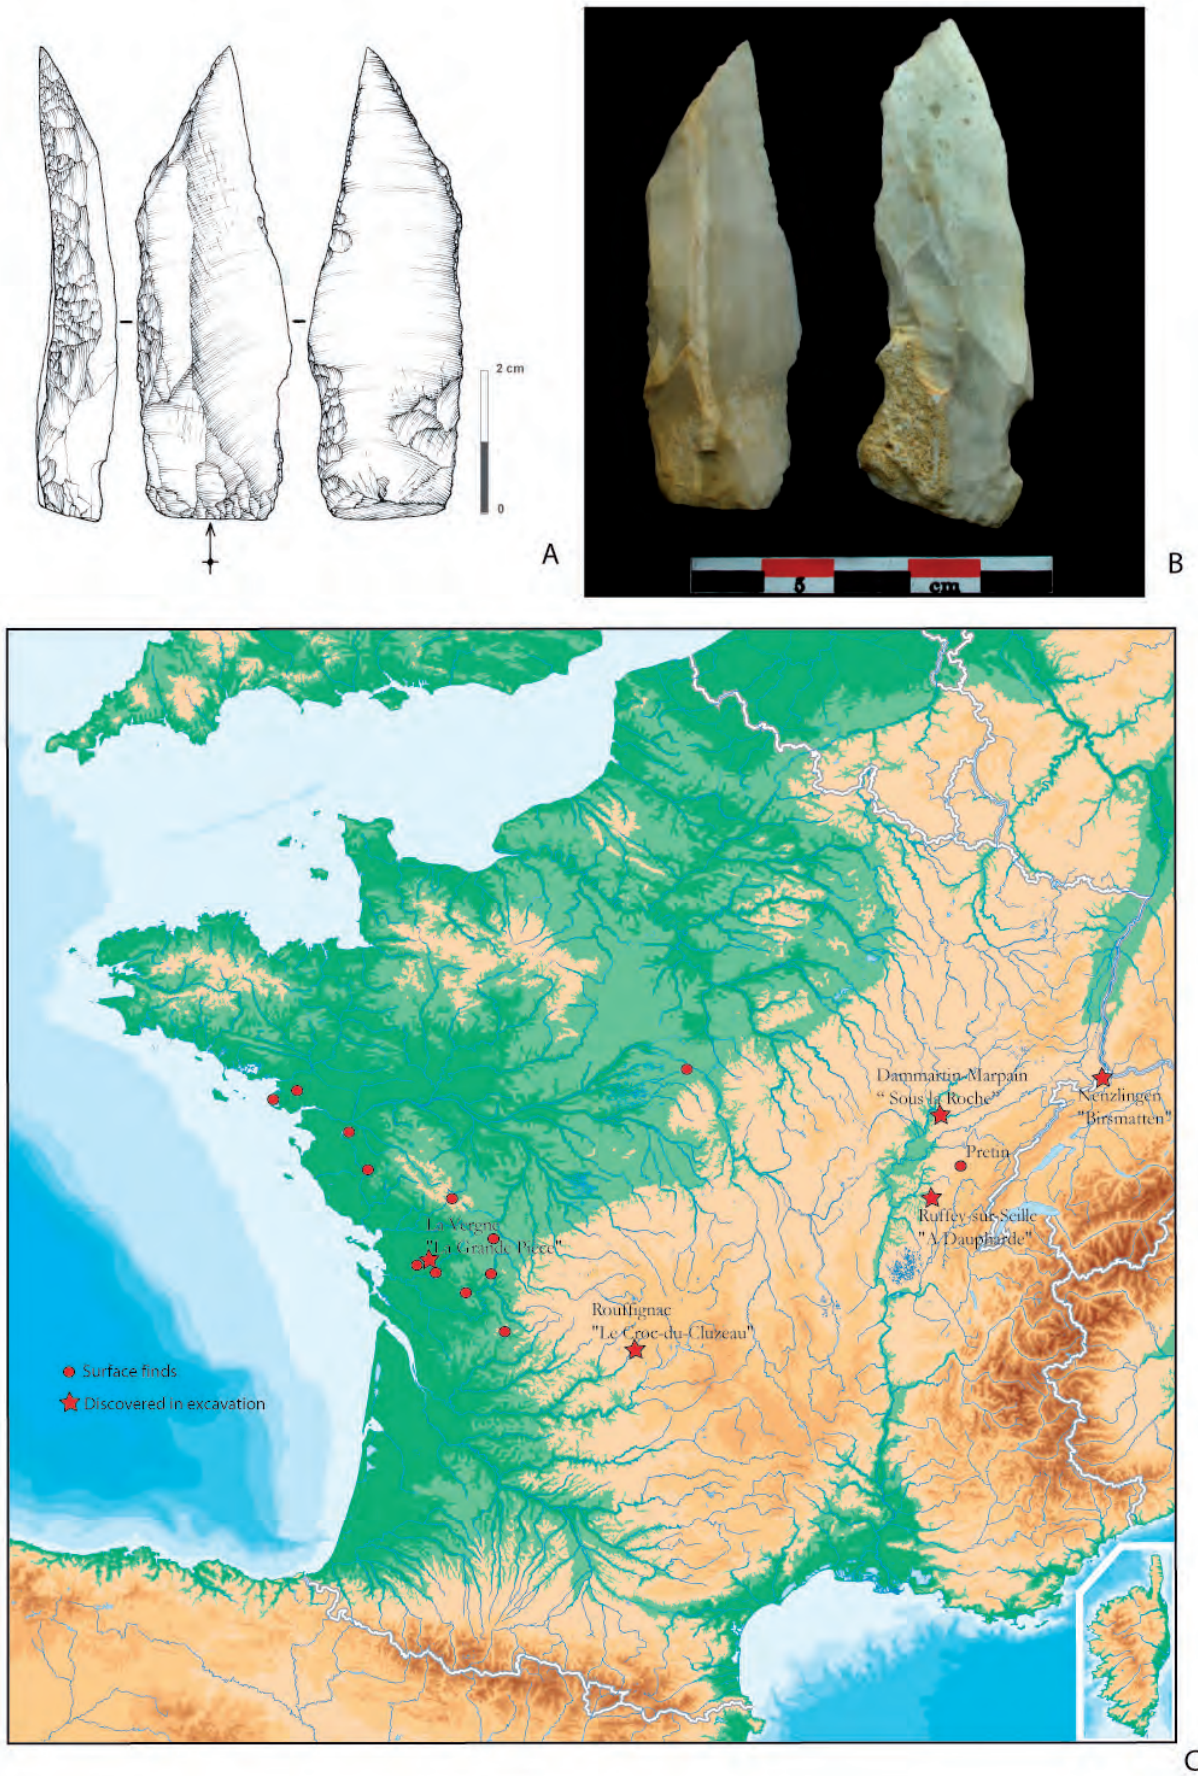 2 cm
0
A
5
cm
B
Dammartin-Marpain
“ Sous la Roche”
Nenzlingen
"Birsmatten"
Pretin
Ruffey-sur-Seille
"A Daupharde"
La Vergne
"La Grande Pièce"
Rouffignac
"Le Croc-du-Cluzeau"
Surface finds
Discovered in excavation
C